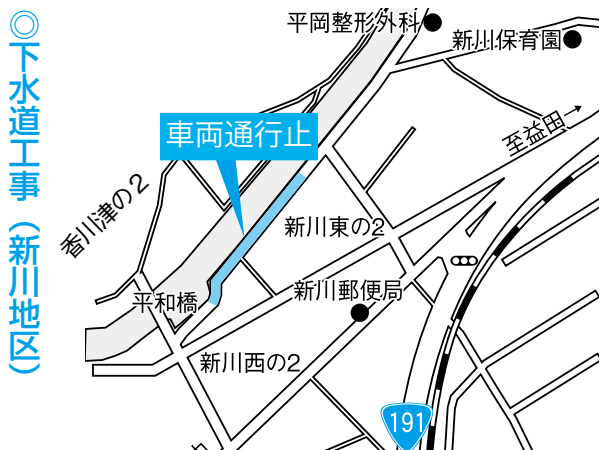 ◎下水道工事（新川地区）
平岡整形外科
新川保育園
車両通行止
至益田→
香川津の2
新川東の2
平和橋
新川郵便局
新川西の2
191